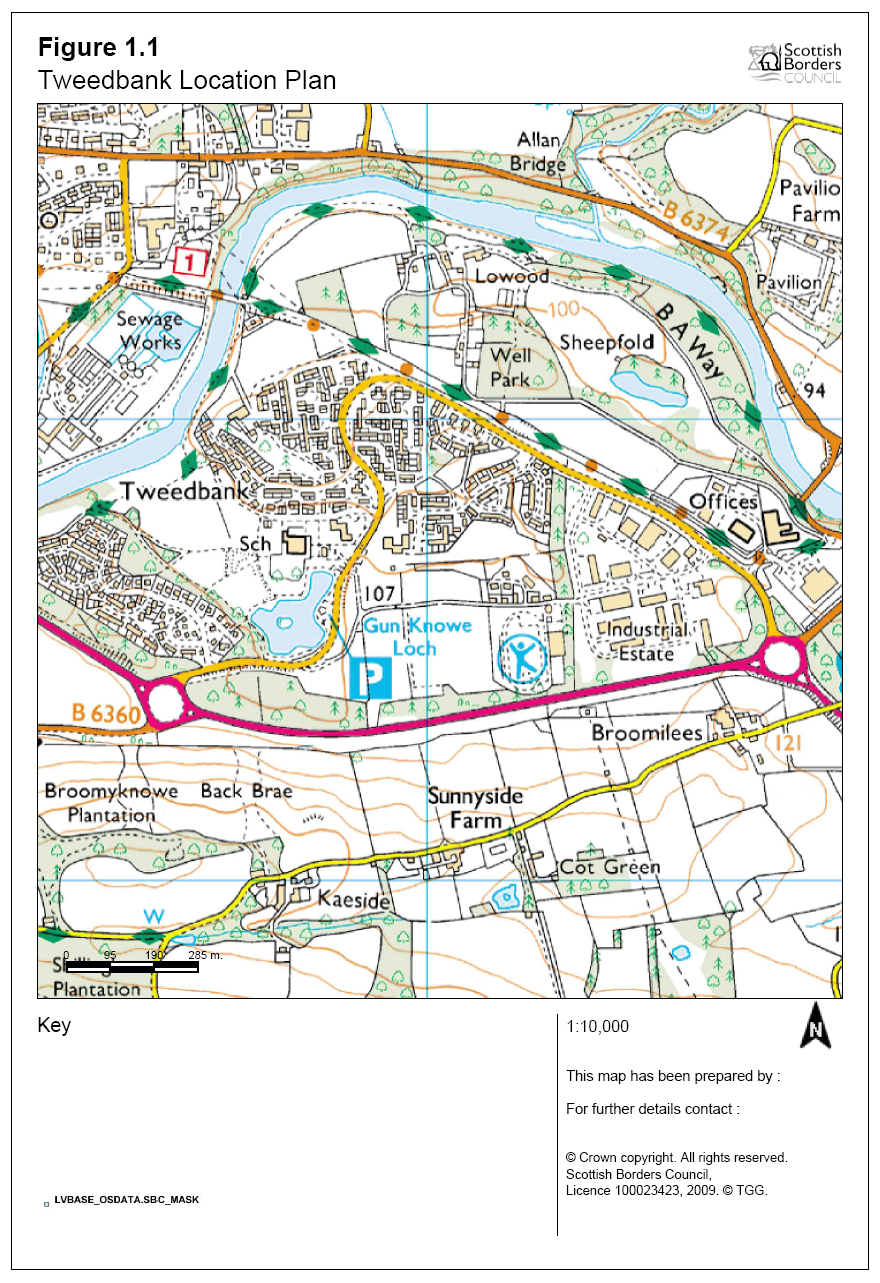 Figure 1.1
Tweedbank Location Plan
Scottish
Borders
COUNCIL
Allan
Bridge
Pavilio
Farm
B 6374
1
Lowood
Pavilion
100
B A Way
Sewage
Works
Sheepfold
Well
Park
94
Tweedbank
Offices
Sch
107
Gun Knowe
Loch
Industrial
Estate
P
B 6360
Broomilees
121
Broomyknowe
Plantation
Back Brae
Sunnyside
Farm
Cot Green
Kaeside
W
0 95 190 285 m.
Plantation
Key
1:10,000
N
This map has been prepared by :
For further details contact :
© Crown copyright. All rights reserved.
Scottish Borders Council,
Licence 100023423, 2009. © TGG.
LVBASE_OSDATA.SBC_MASK